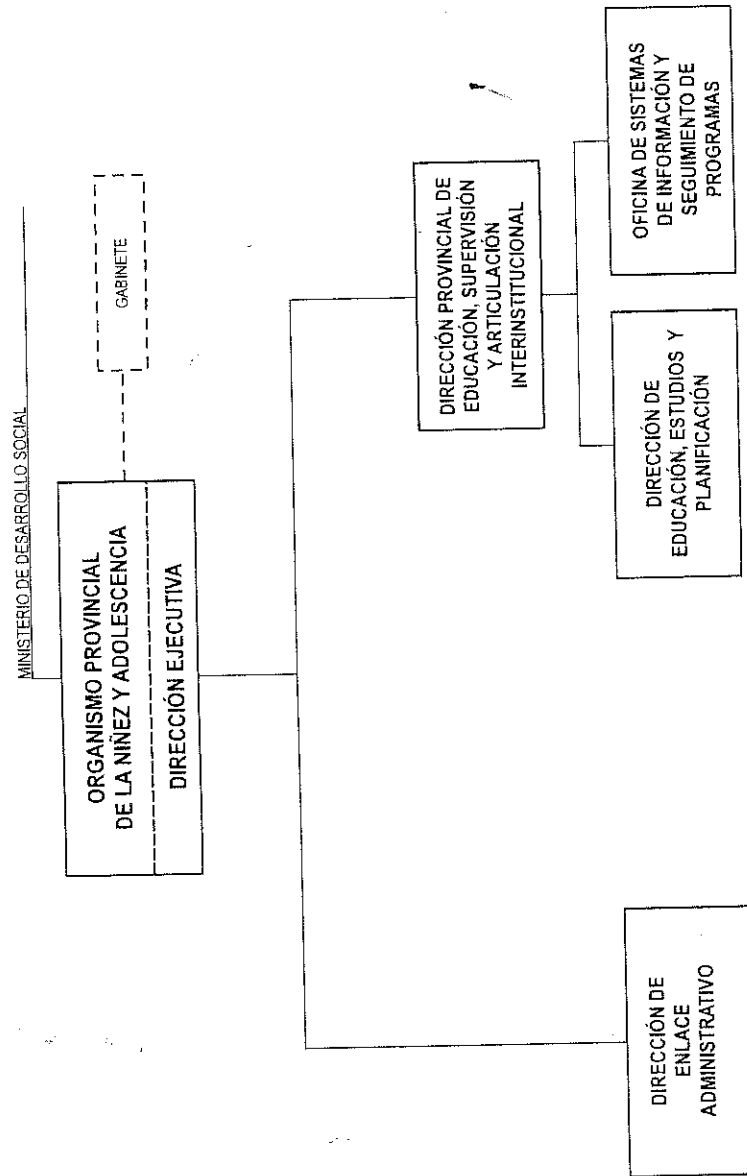 MINISTERIO DE DESARROLLO SOCIAL
ORGANISMO PROVINCIAL
DE LA NIÑEZ Y ADOLESCENCIA
DIRECCIÓN EJECUTIVA
GABINETE
DIRECCIÓN PROVINCIAL DE
EDUCACIÓN, SUPERVISIÓN
Y ARTICULACIÓN
INTERINSTITUCIONAL
DIRECCIÓN DE
ENLACE
ADMINISTRATIVO
DIRECCIÓN DE
EDUCACIÓN, ESTUDIOS Y
PLANIFICACIÓN
OFICINA DE SISTEMAS
DE INFORMACIÓN Y
SEGUIMIENTO DE
PROGRAMAS